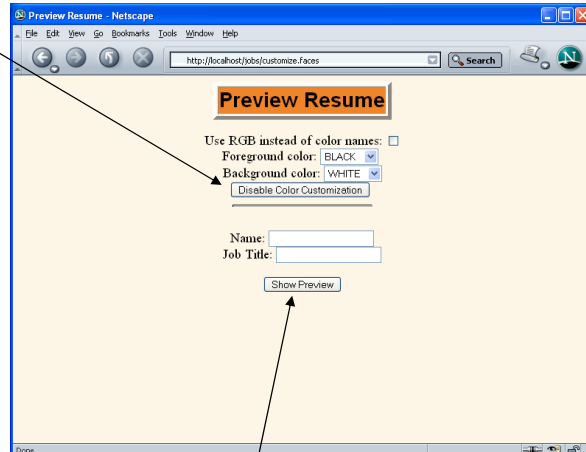 Preview Resume - Netscape
File Edit View Go Bookmarks Tools Window Help
http://localhost/jobs/customize.faces Search N
Preview Resume
Use RGB instead of color names:
Foreground color: BLACK
Background color: WHITE
Disable Color Customization
Name:
Job Title:
Show Preview
Done